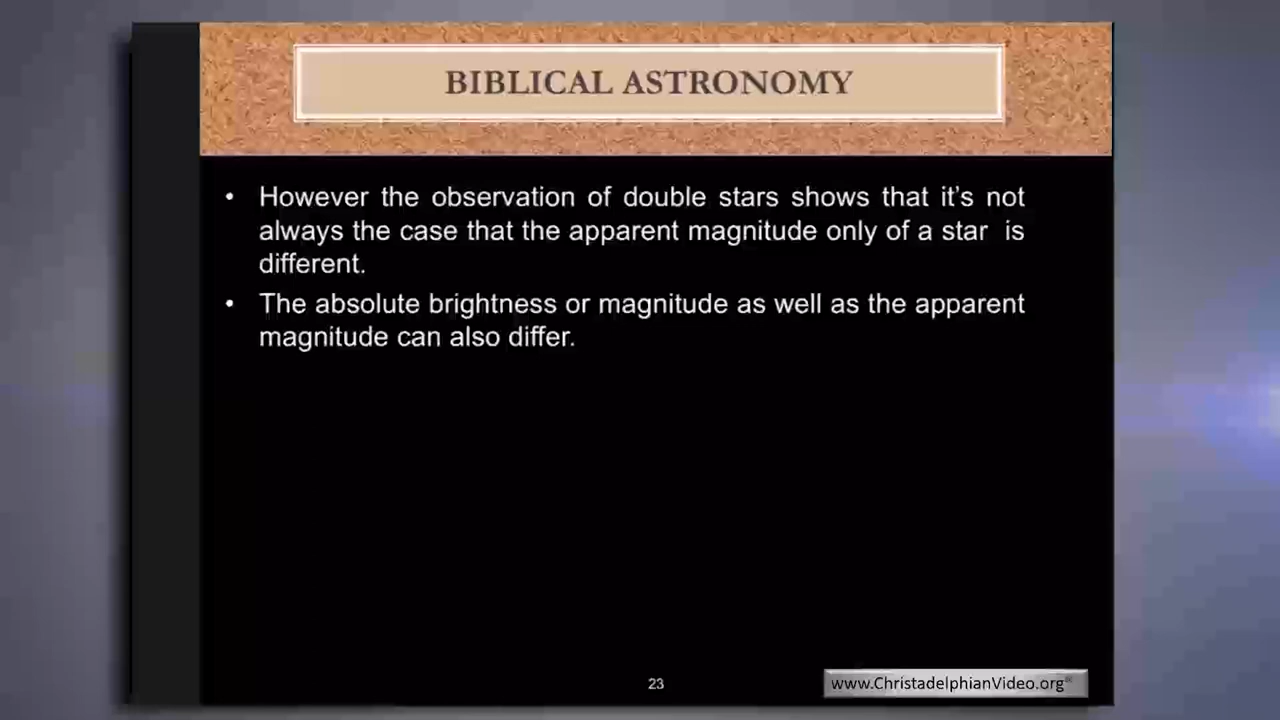 BIBLICAL ASTRONOMY
• However the observation of double stars shows that it’s not
always the case that the apparent magnitude only of a star is
different.
• The absolute brightness or magnitude as well as the apparent
magnitude can also differ.
23
www.ChristadelphianVideo.org®